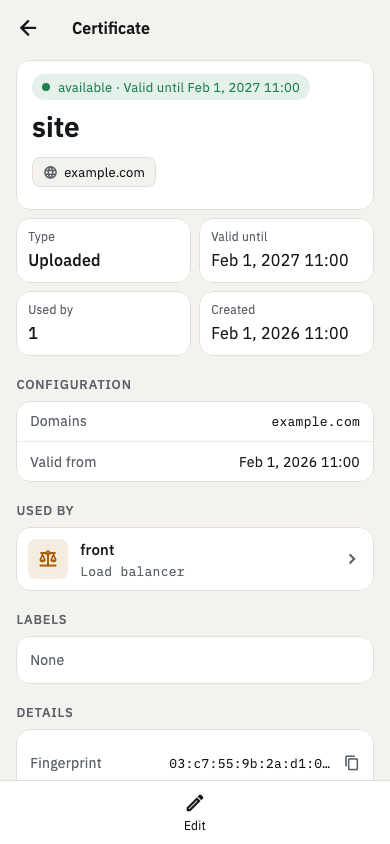 Certificate
available · Valid until Feb 1, 2027 11:00
site
example.com
Type
Uploaded
Valid until
Feb 1, 2027 11:00
Used by
1
Created
Feb 1, 2026 11:00
CONFIGURATION
Domains
example.com
Valid from
Feb 1, 2026 11:00
USED BY
front
Load balancer
LABELS
None
DETAILS
Fingerprint
03:c7:55:9b:2a:d1:0…
Edit